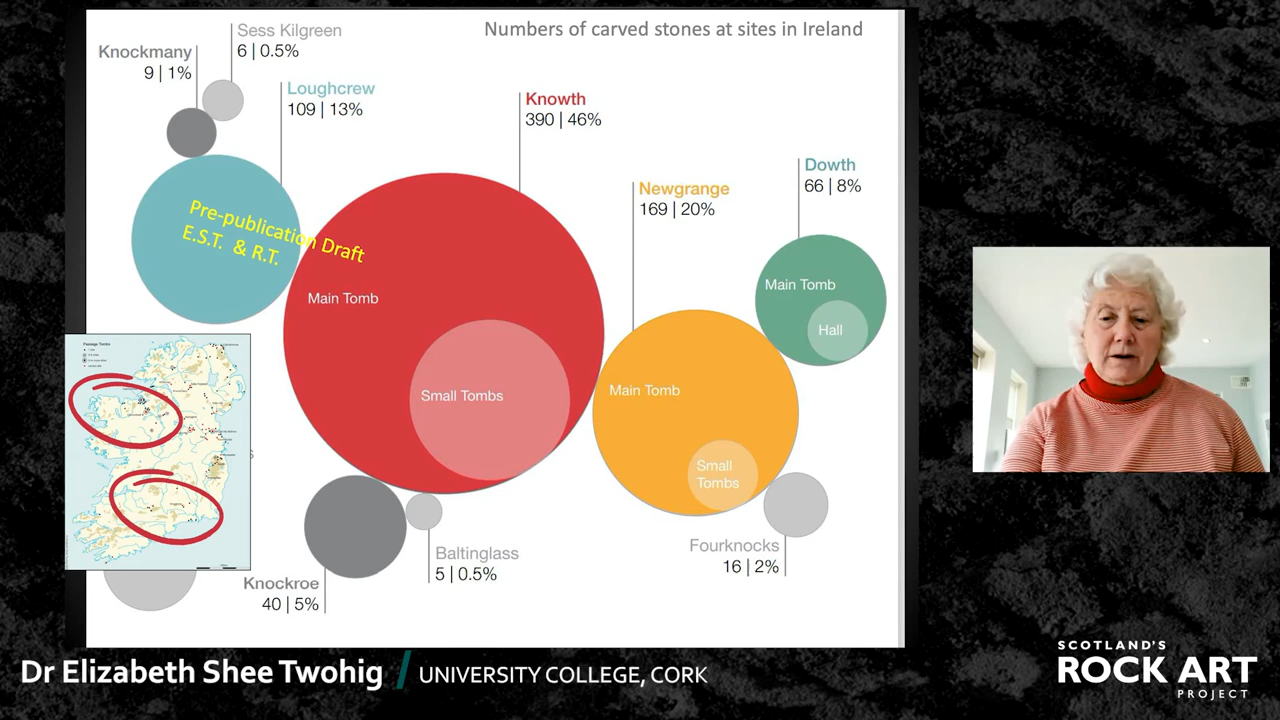 Numbers of carved stones at sites in Ireland
Sess Kilgreen
6 | 0.5%
Knockmany
9 | 1%
Loughcrew
109 | 13%
Knowth
390 | 46%
Dowth
66 | 8%
Newgrange
169 | 20%
Pre-publication Draft
E.S.T. & R.T.
Main Tomb
Small Tombs
Main Tomb
Small
Tombs
Main Tomb
Hall
Passage Tombs
s
Fourknocks
16 | 2%
Baltinglass
5 | 0.5%
Knockroe
40 | 5%
Dr Elizabeth Shee Twohig / UNIVERSITY COLLEGE, CORK
SCOTLAND'S
ROCK ART
PROJECT